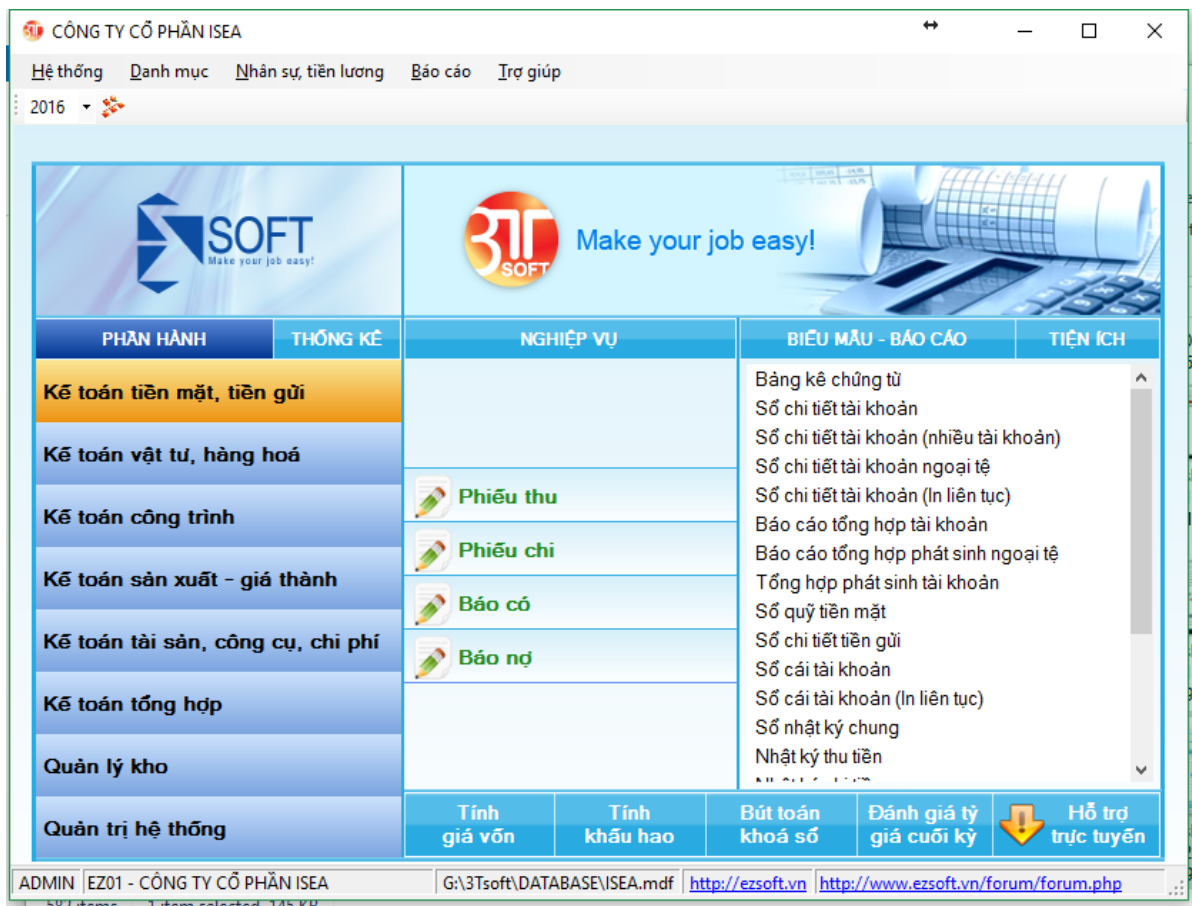 CÔNG TY CỔ PHẦN ISEA
Hệ thống Danh mục Nhân sự, tiền lương Báo cáo Trợ giúp
2016
SOFT
Make your job easy!
3T
SOFT
Make your job easy!
PHÂN HÀNH THỐNG KÊ NGHIỆP VỤ BIỂU MẪU - BÁO CÁO TIỆN ÍCH
Kế toán tiền mặt, tiền gửi
Kế toán vật tư, hàng hoá
Kế toán công trình
Kế toán sản xuất - giá thành
Kế toán tài sản, công cụ, chi phí
Kế toán tổng hợp
Quản lý kho
Quản trị hệ thống
Phiếu thu
Phiếu chi
Báo có
Báo nợ
Bảng kê chứng từ
Sổ chi tiết tài khoản
Sổ chi tiết tài khoản (nhiều tài khoản)
Sổ chi tiết tài khoản ngoại tệ
Sổ chi tiết tài khoản (In liên tục)
Báo cáo tổng hợp tài khoản
Báo cáo tổng hợp phát sinh ngoại tệ
Tổng hợp phát sinh tài khoản
Sổ quỹ tiền mặt
Sổ chi tiết tiền gửi
Sổ cái tài khoản
Sổ cái tài khoản (In liên tục)
Sổ nhật ký chung
Nhật ký thu tiền
Tính giá vốn
Tính khấu hao
Bút toán khoá sổ
Đánh giá tỷ giá cuối kỳ
Hỗ trợ trực tuyến
ADMIN EZ01 - CÔNG TY CỔ PHẦN ISEA G:\3Tsoft\DATABASE\ISEA.mdf http://ezsoft.vn http://www.ezsoft.vn/forum/forum.php